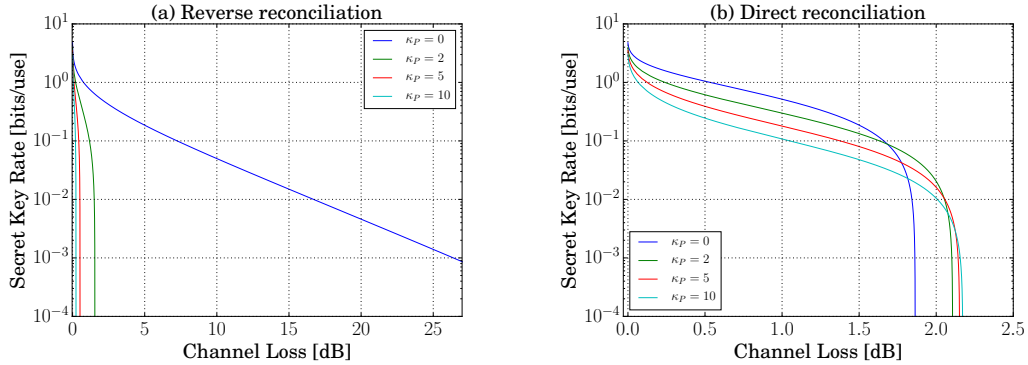 (a) Reverse reconciliation
Secret Key Rate [bits/use]
10^1
10^0
10^{-1}
10^{-2}
10^{-3}
10^{-4}
κ_P = 0
κ_P = 2
κ_P = 5
κ_P = 10
0 5 10 15 20 25
Channel Loss [dB]
(b) Direct reconciliation
Secret Key Rate [bits/use]
10^1
10^0
10^{-1}
10^{-2}
10^{-3}
10^{-4}
κ_P = 0
κ_P = 2
κ_P = 5
κ_P = 10
0.0 0.5 1.0 1.5 2.0 2.5
Channel Loss [dB]